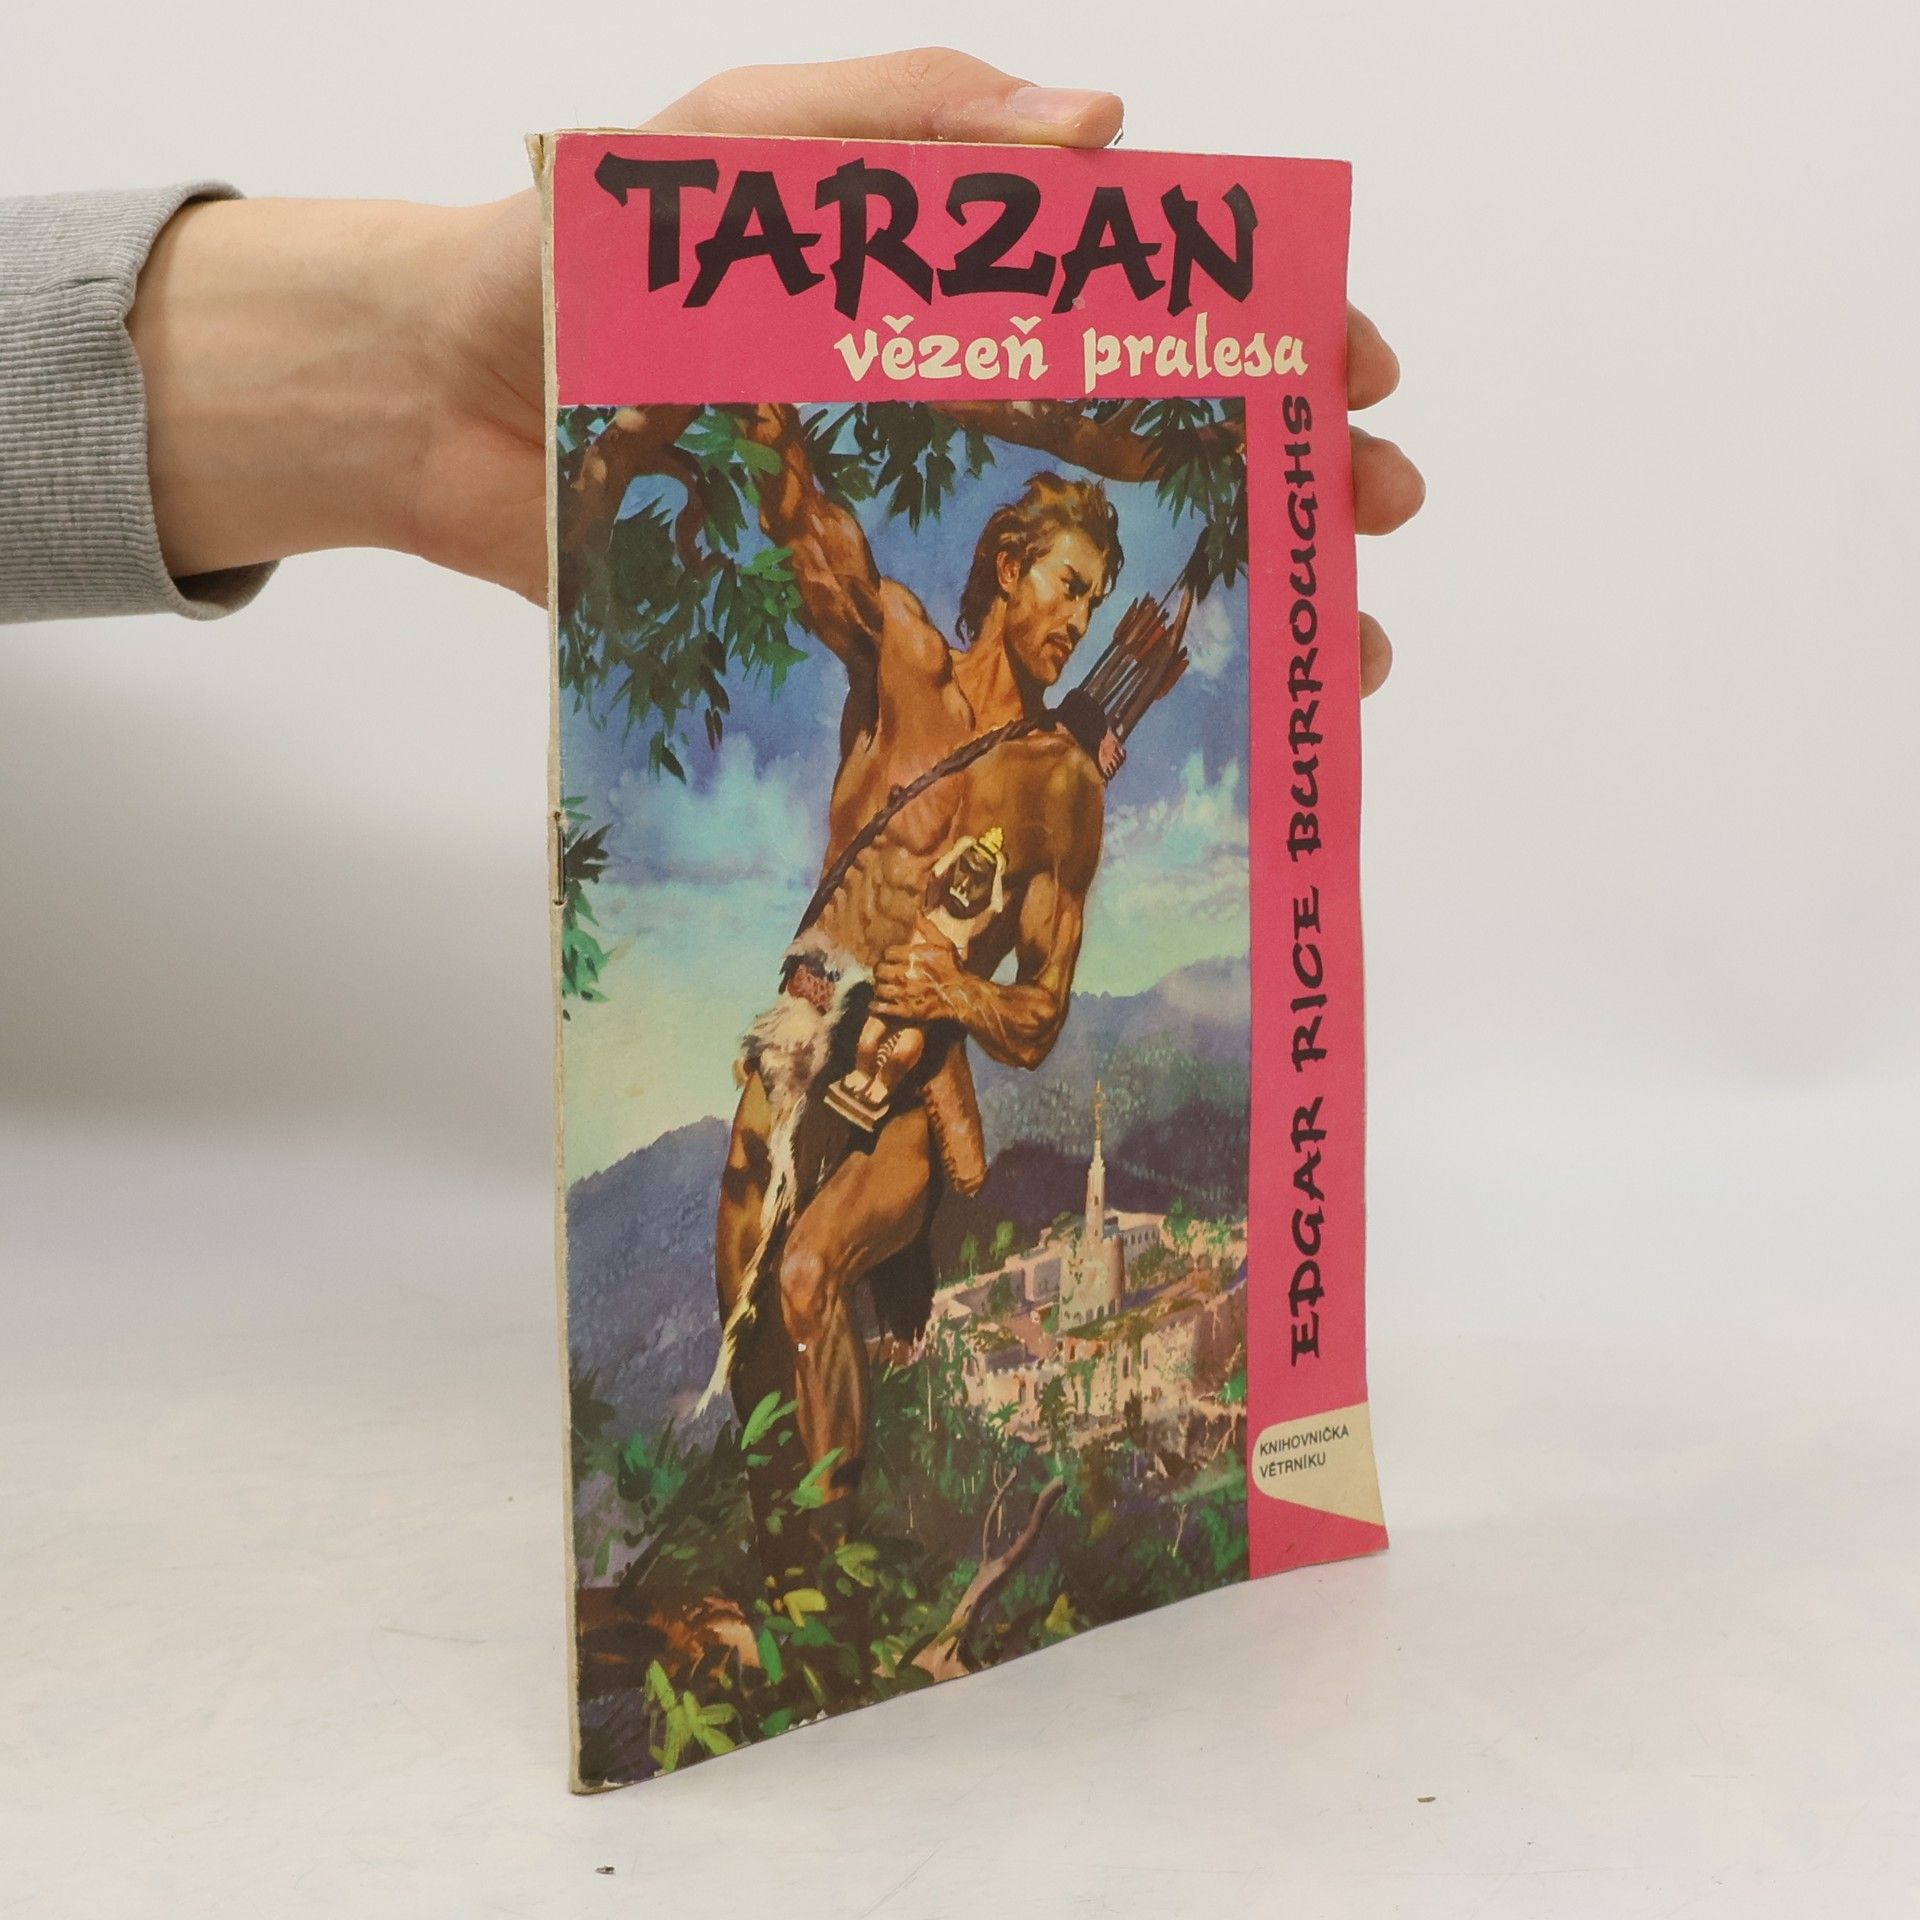 TARZAN
vězeň pralesa
EDGAR RICE BURROUGHS
KNIHOVNIČKA
VĚTRNÍKU